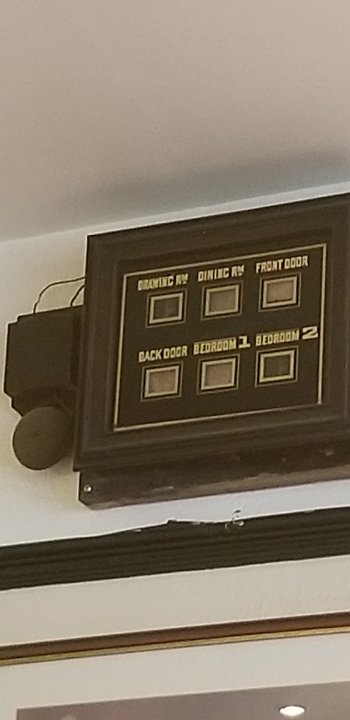 DRAWING RM DINING RM FRONT DOOR
BACK DOOR BEDROOM 1 BEDROOM 2